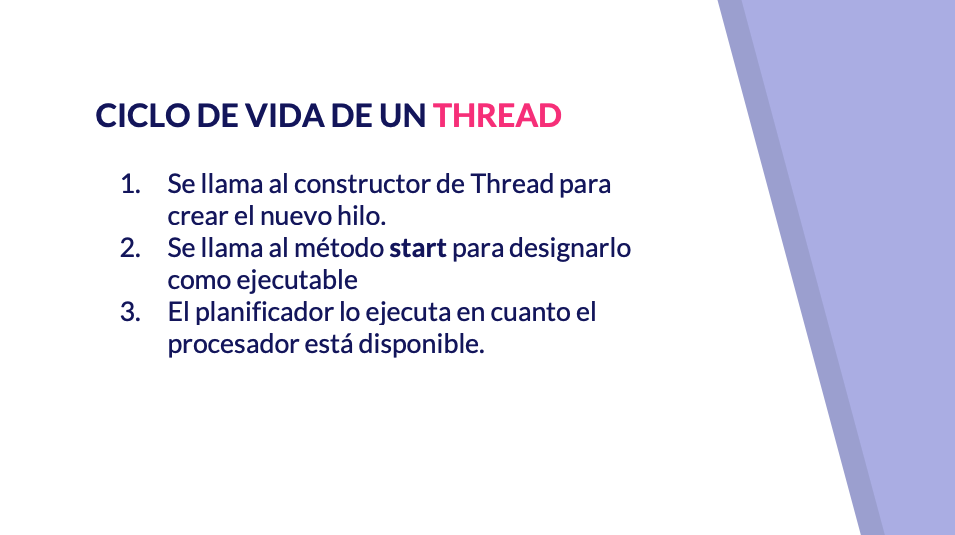 CICLO DE VIDA DE UN THREAD
1. Se llama al constructor de Thread para
crear el nuevo hilo.
2. Se llama al método start para designarlo
como ejecutable
3. El planificador lo ejecuta en cuanto el
procesador está disponible.